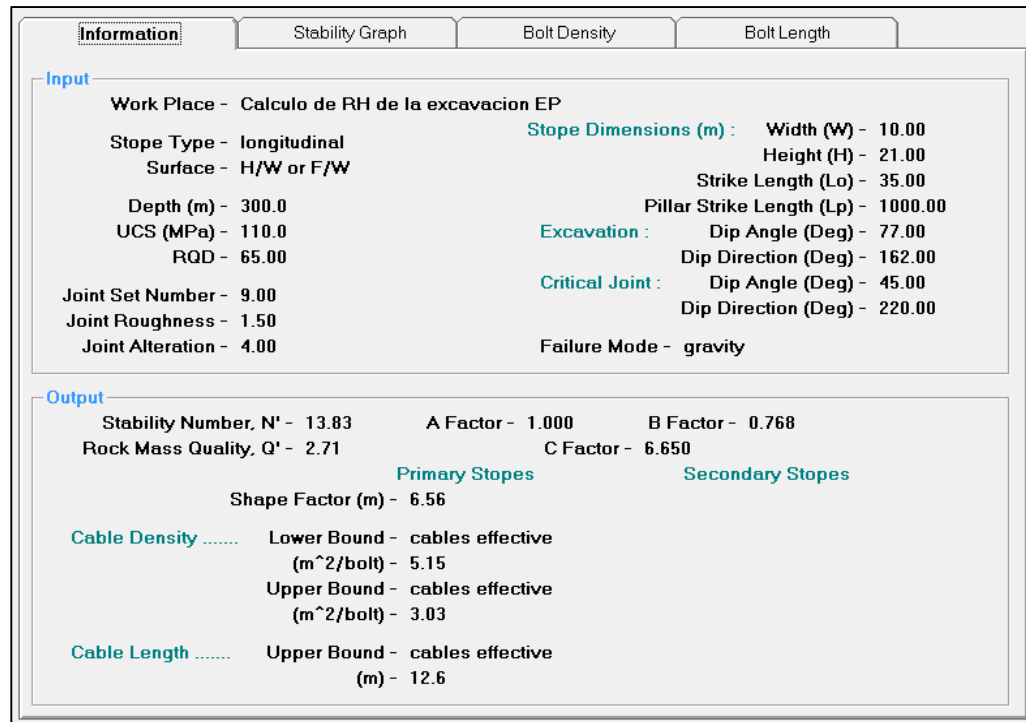 Information
Stability Graph
Bolt Density
Bolt Length
Input
Work Place - Calculo de RH de la excavacion EP
Stope Type - longitudinal
Surface - H/W or F/W
Depth (m) - 300.0
UCS (MPa) - 110.0
RQD - 65.00
Joint Set Number - 9.00
Joint Roughness - 1.50
Joint Alteration - 4.00
Stope Dimensions (m) : Width (W) - 10.00
Height (H) - 21.00
Strike Length (Lo) - 35.00
Pillar Strike Length (Lp) - 1000.00
Excavation : Dip Angle (Deg) - 77.00
Dip Direction (Deg) - 162.00
Critical Joint : Dip Angle (Deg) - 45.00
Dip Direction (Deg) - 220.00
Failure Mode - gravity
Output
Stability Number, N' - 13.83 A Factor - 1.000 B Factor - 0.768
Rock Mass Quality, Q' - 2.71 C Factor - 6.650
Primary Stopes Secondary Stopes
Shape Factor (m) - 6.56
Cable Density ....... Lower Bound - cables effective
(m^2/bolt) - 5.15
Upper Bound - cables effective
(m^2/bolt) - 3.03
Cable Length ....... Upper Bound - cables effective
(m) - 12.6